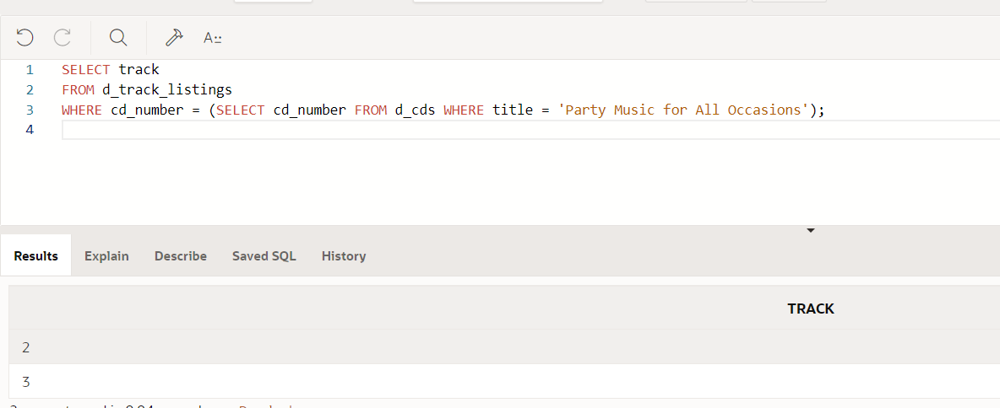 A
1 SELECT track
2 FROM d_track_listings
3 WHERE cd_number = (SELECT cd_number FROM d_cds WHERE title = 'Party Music for All Occasions');
4
Results Explain Describe Saved SQL History
TRACK
2
3